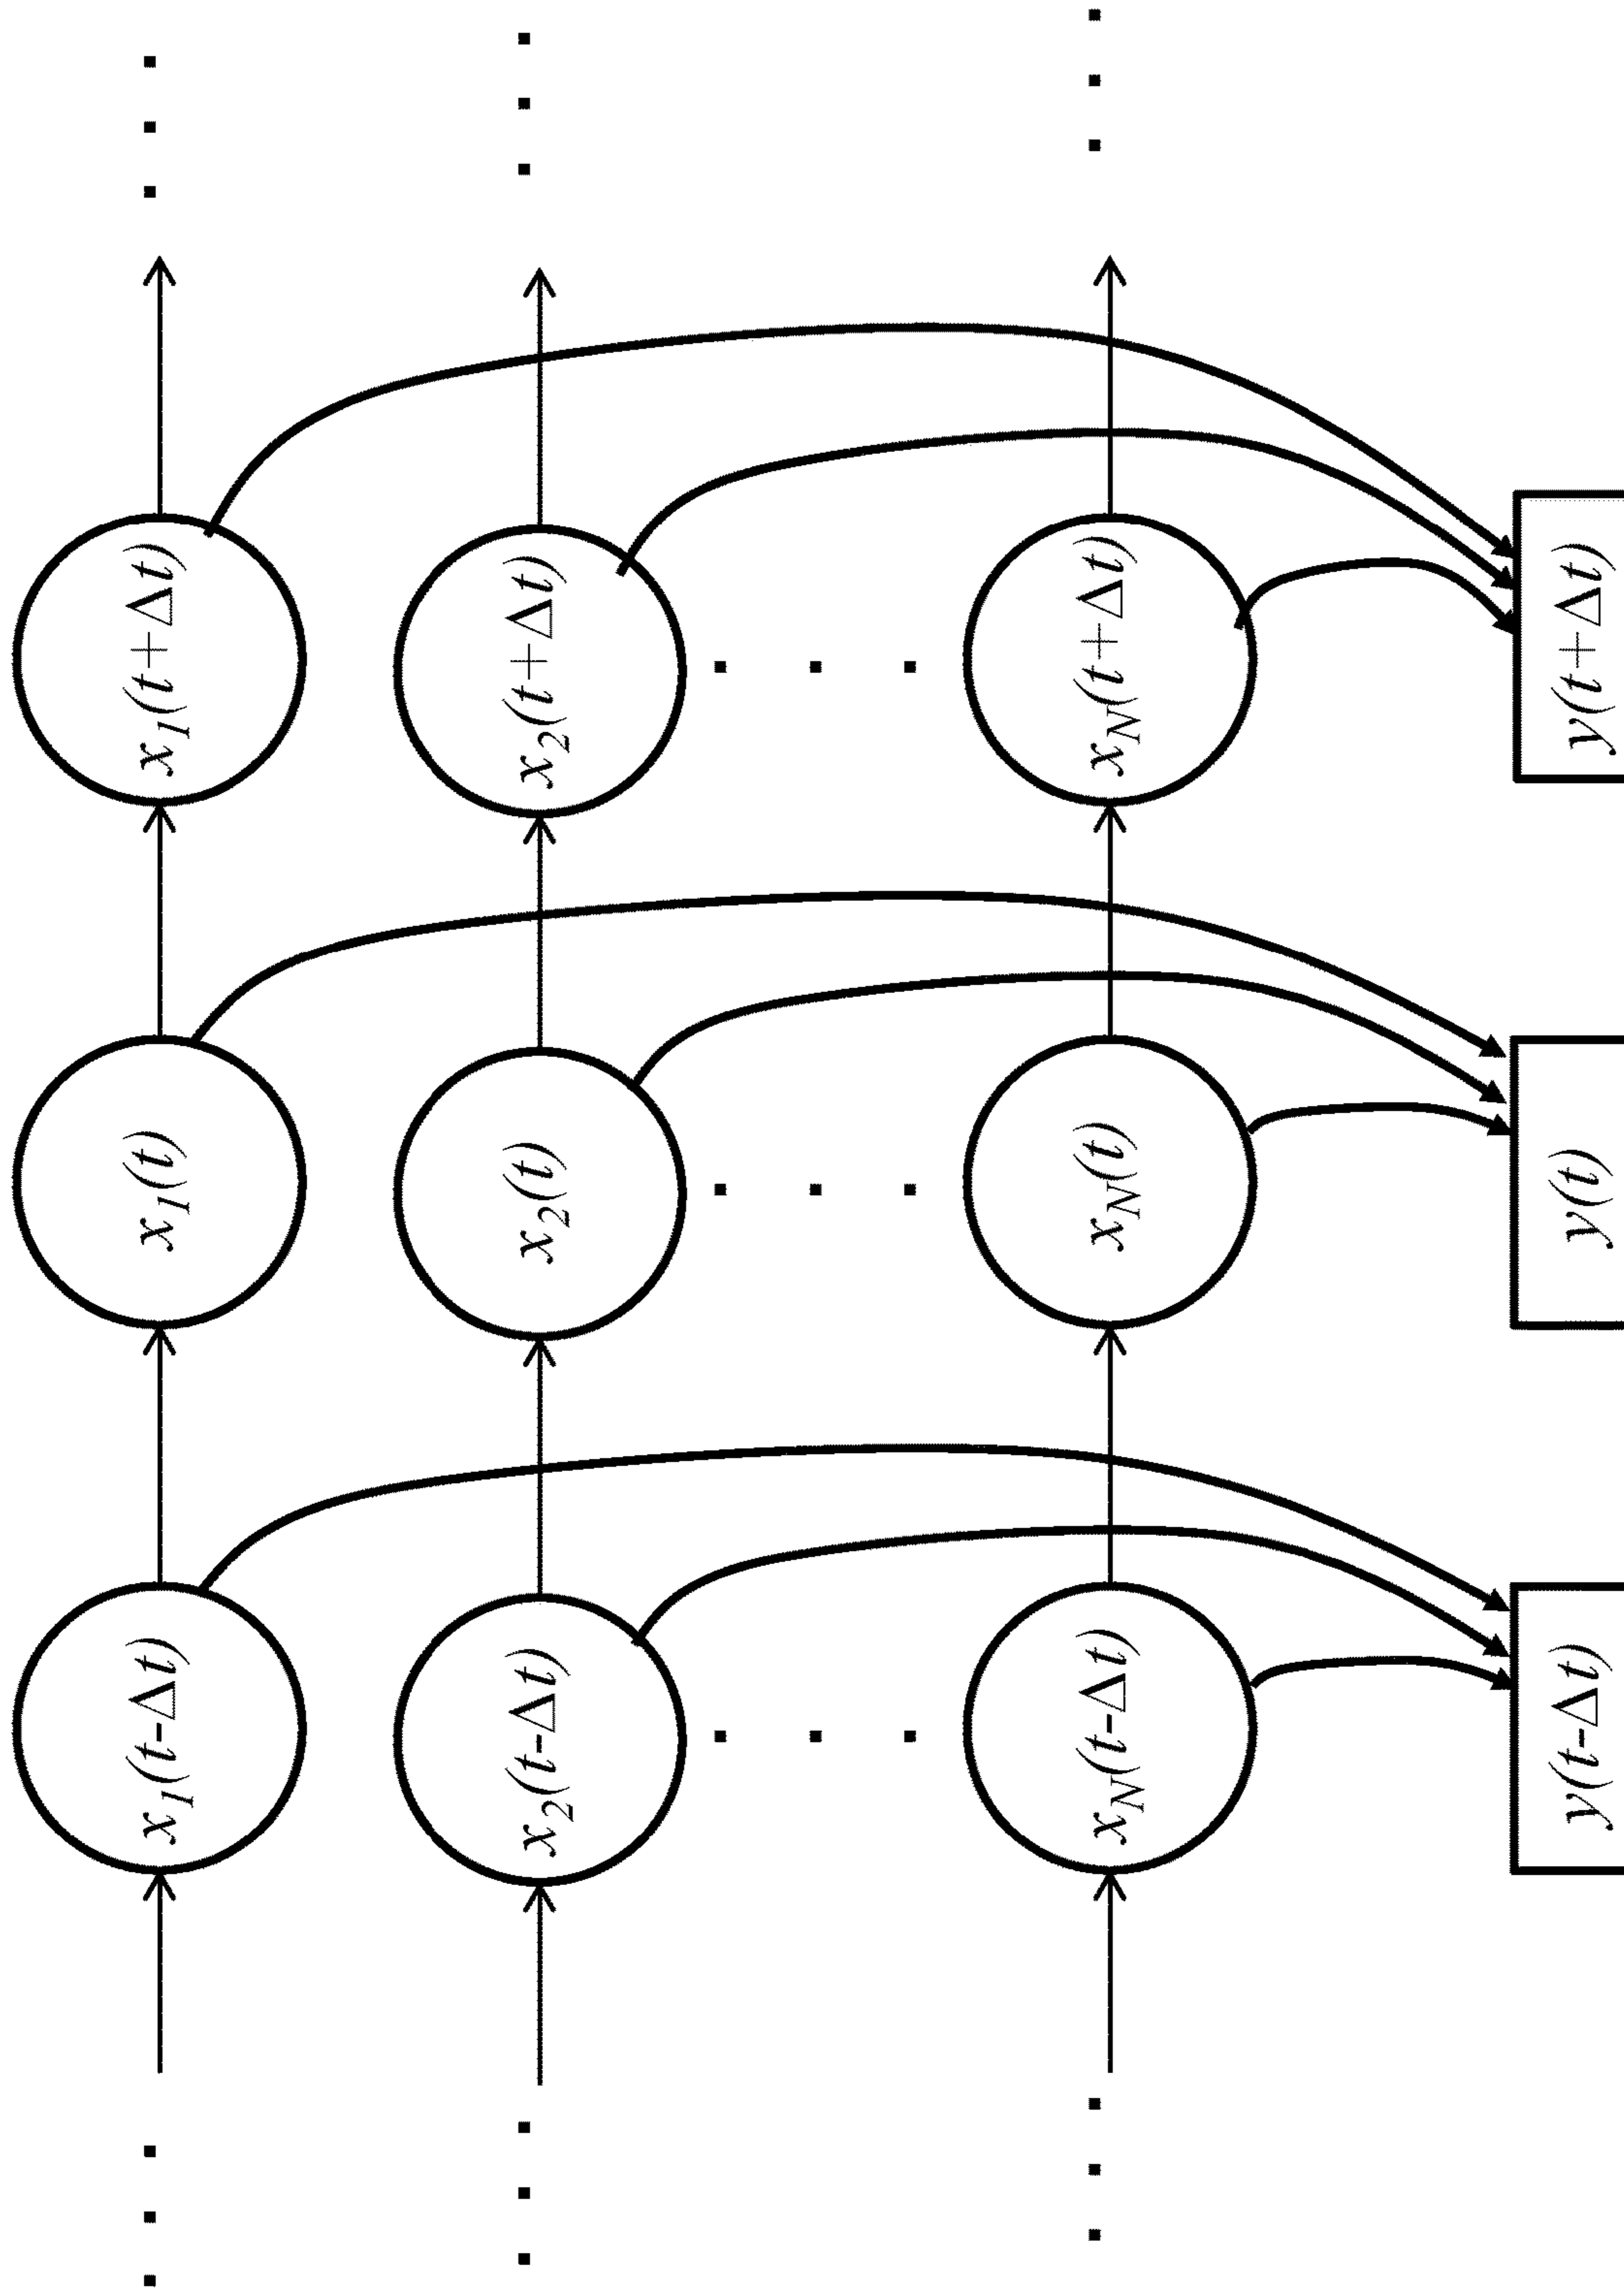 x1(t-Δt)
x1(t)
x1(t+Δt)
x2(t-Δt)
x2(t)
x2(t+Δt)
xN(t-Δt)
xN(t)
xN(t+Δt)
y(t-Δt)
y(t)
y(t+Δt)